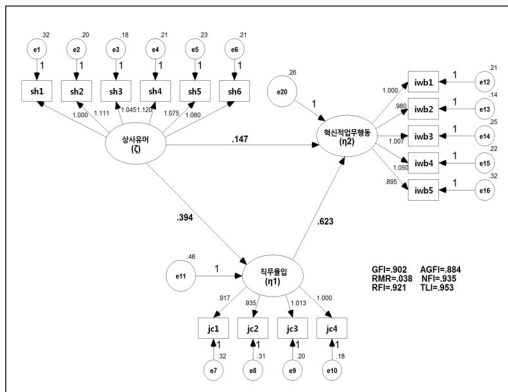 .32 .20 .18 .21 .23 .21
e1 e2 e3 e4 e5 e6
1 1 1 1 1 1
sh1 sh2 sh3 sh4 sh5 sh6
1.000 1.111 1.045 1.120 1.075 1.060
상사유머
(ζ)
.147
.394
.623
.26
e20
1
혁신적업무행동
(η2)
1.000 iwb1 1 e12 .21
.980 iwb2 1 e13 .14
1.007 iwb3 1 e14 .25
1.050 iwb4 1 e15 .22
.895 iwb5 1 e16 .32
.46
e11
1
직무몰입
(η1)
.917 .935 1.013 1.000
jc1 jc2 jc3 jc4
1 1 1 1
e7 e8 e9 e10
.32 .31 .20 .18
GFI=.902 AGFI=.884
RMR=.038 NFI=.935
RFI=.921 TLI=.953